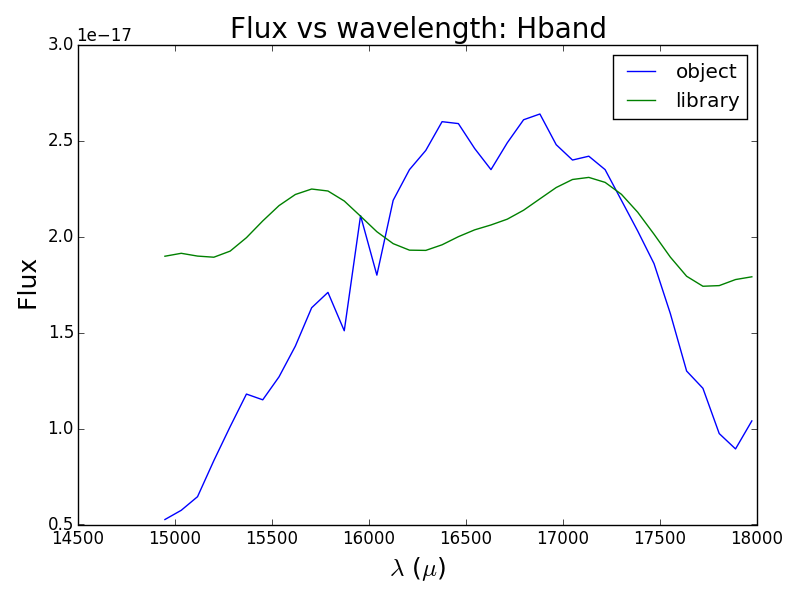 Flux vs wavelength: Hband
1e−17
object
library
3.0
2.5
2.0
1.5
1.0
0.5
Flux
14500 15000 15500 16000 16500 17000 17500 18000
λ (μ)